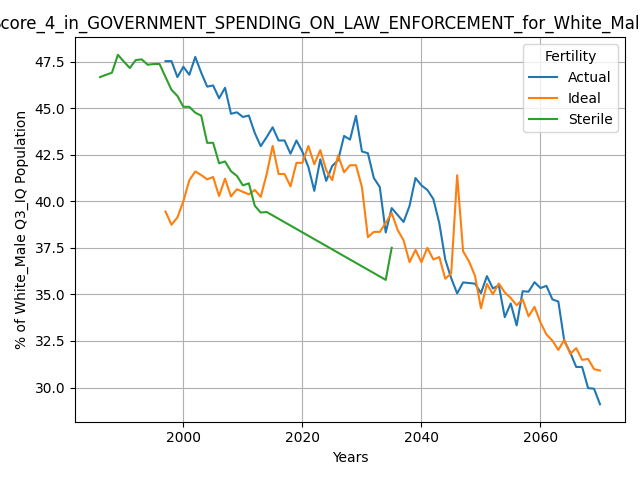 core_4_in_GOVERNMENT_SPENDING_ON_LAW_ENFORCEMENT_for_White_Mal
Fertility
Actual
Ideal
Sterile
% of White_Male Q3_IQ Population
47.5
45.0
42.5
40.0
37.5
35.0
32.5
30.0
2000
2020
2040
2060
Years